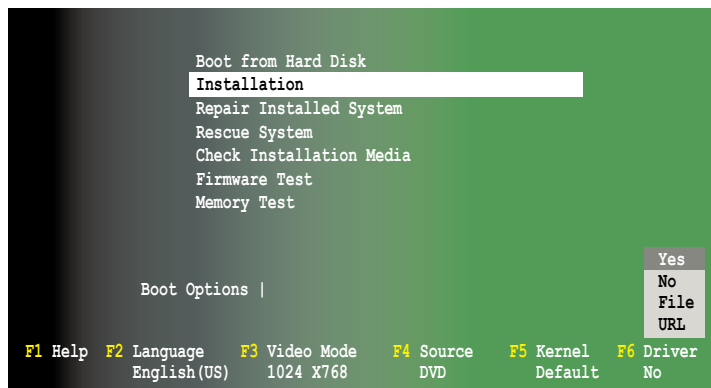 Boot from Hard Disk
Installation
Repair Installed System
Rescue System
Check Installation Media
Firmware Test
Memory Test
Yes
No
File
URL
Boot Options |
F1 Help F2 Language F3 Video Mode F4 Source F5 Kernel F6 Driver
English(US) 1024 X768 DVD Default No